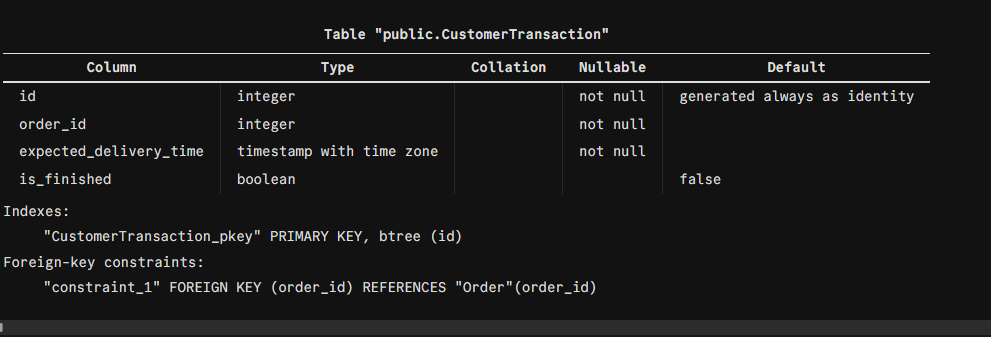 Table "public.CustomerTransaction"
Column Type Collation Nullable Default
id integer not null generated always as identity
order_id integer not null
expected_delivery_time timestamp with time zone not null
is_finished boolean false
Indexes:
"CustomerTransaction_pkey" PRIMARY KEY, btree (id)
Foreign-key constraints:
"constraint_1" FOREIGN KEY (order_id) REFERENCES "Order"(order_id)